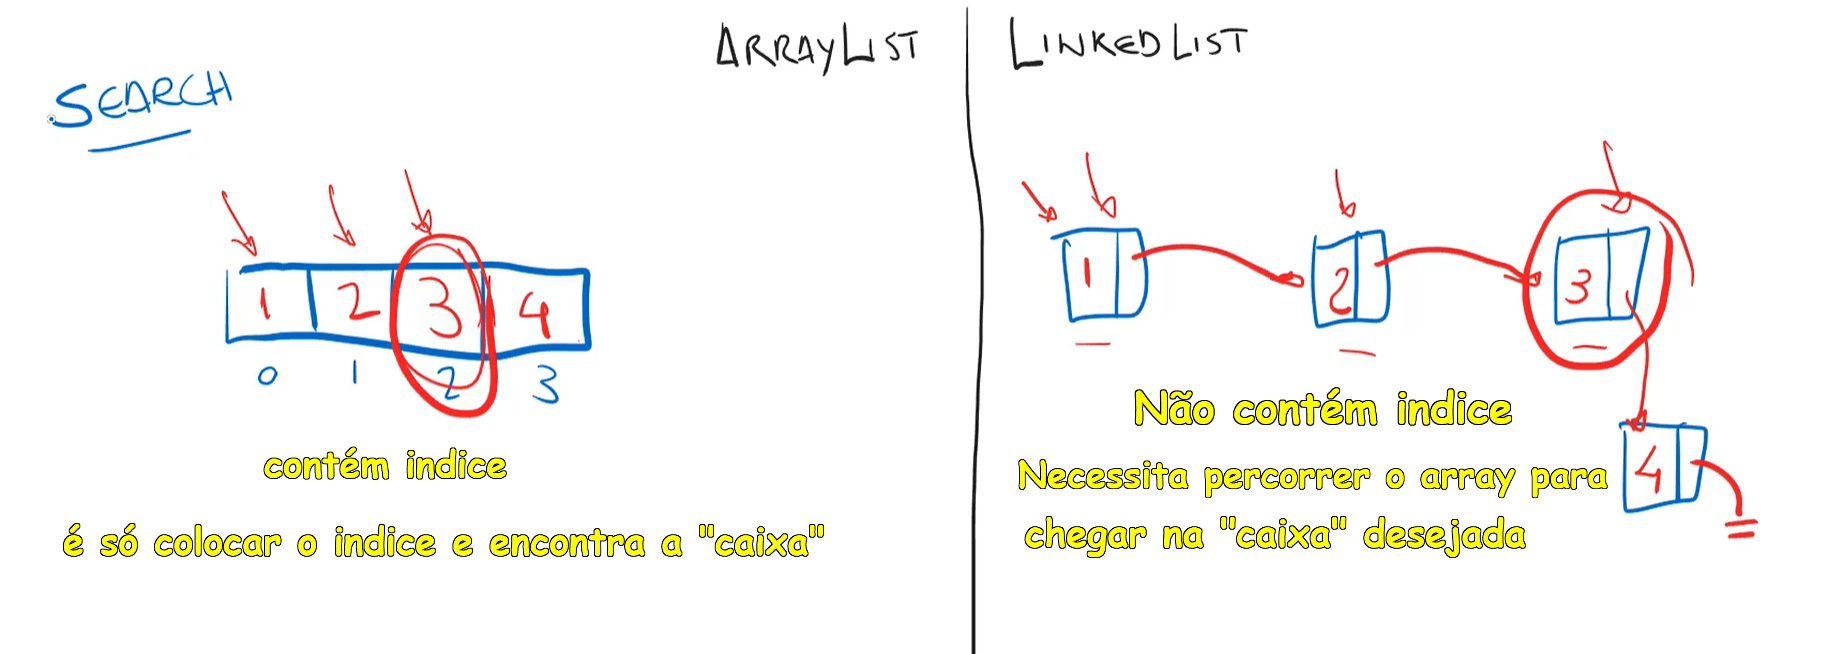 ARRAYLIST
LINKEDLIST
SEARCH
1 2 3 4
0 1 2 3
1 2 3
4
contém indice
é só colocar o indice e encontra a "caixa"
Não contém indice
Necessita percorrer o array para
chegar na "caixa" desejada